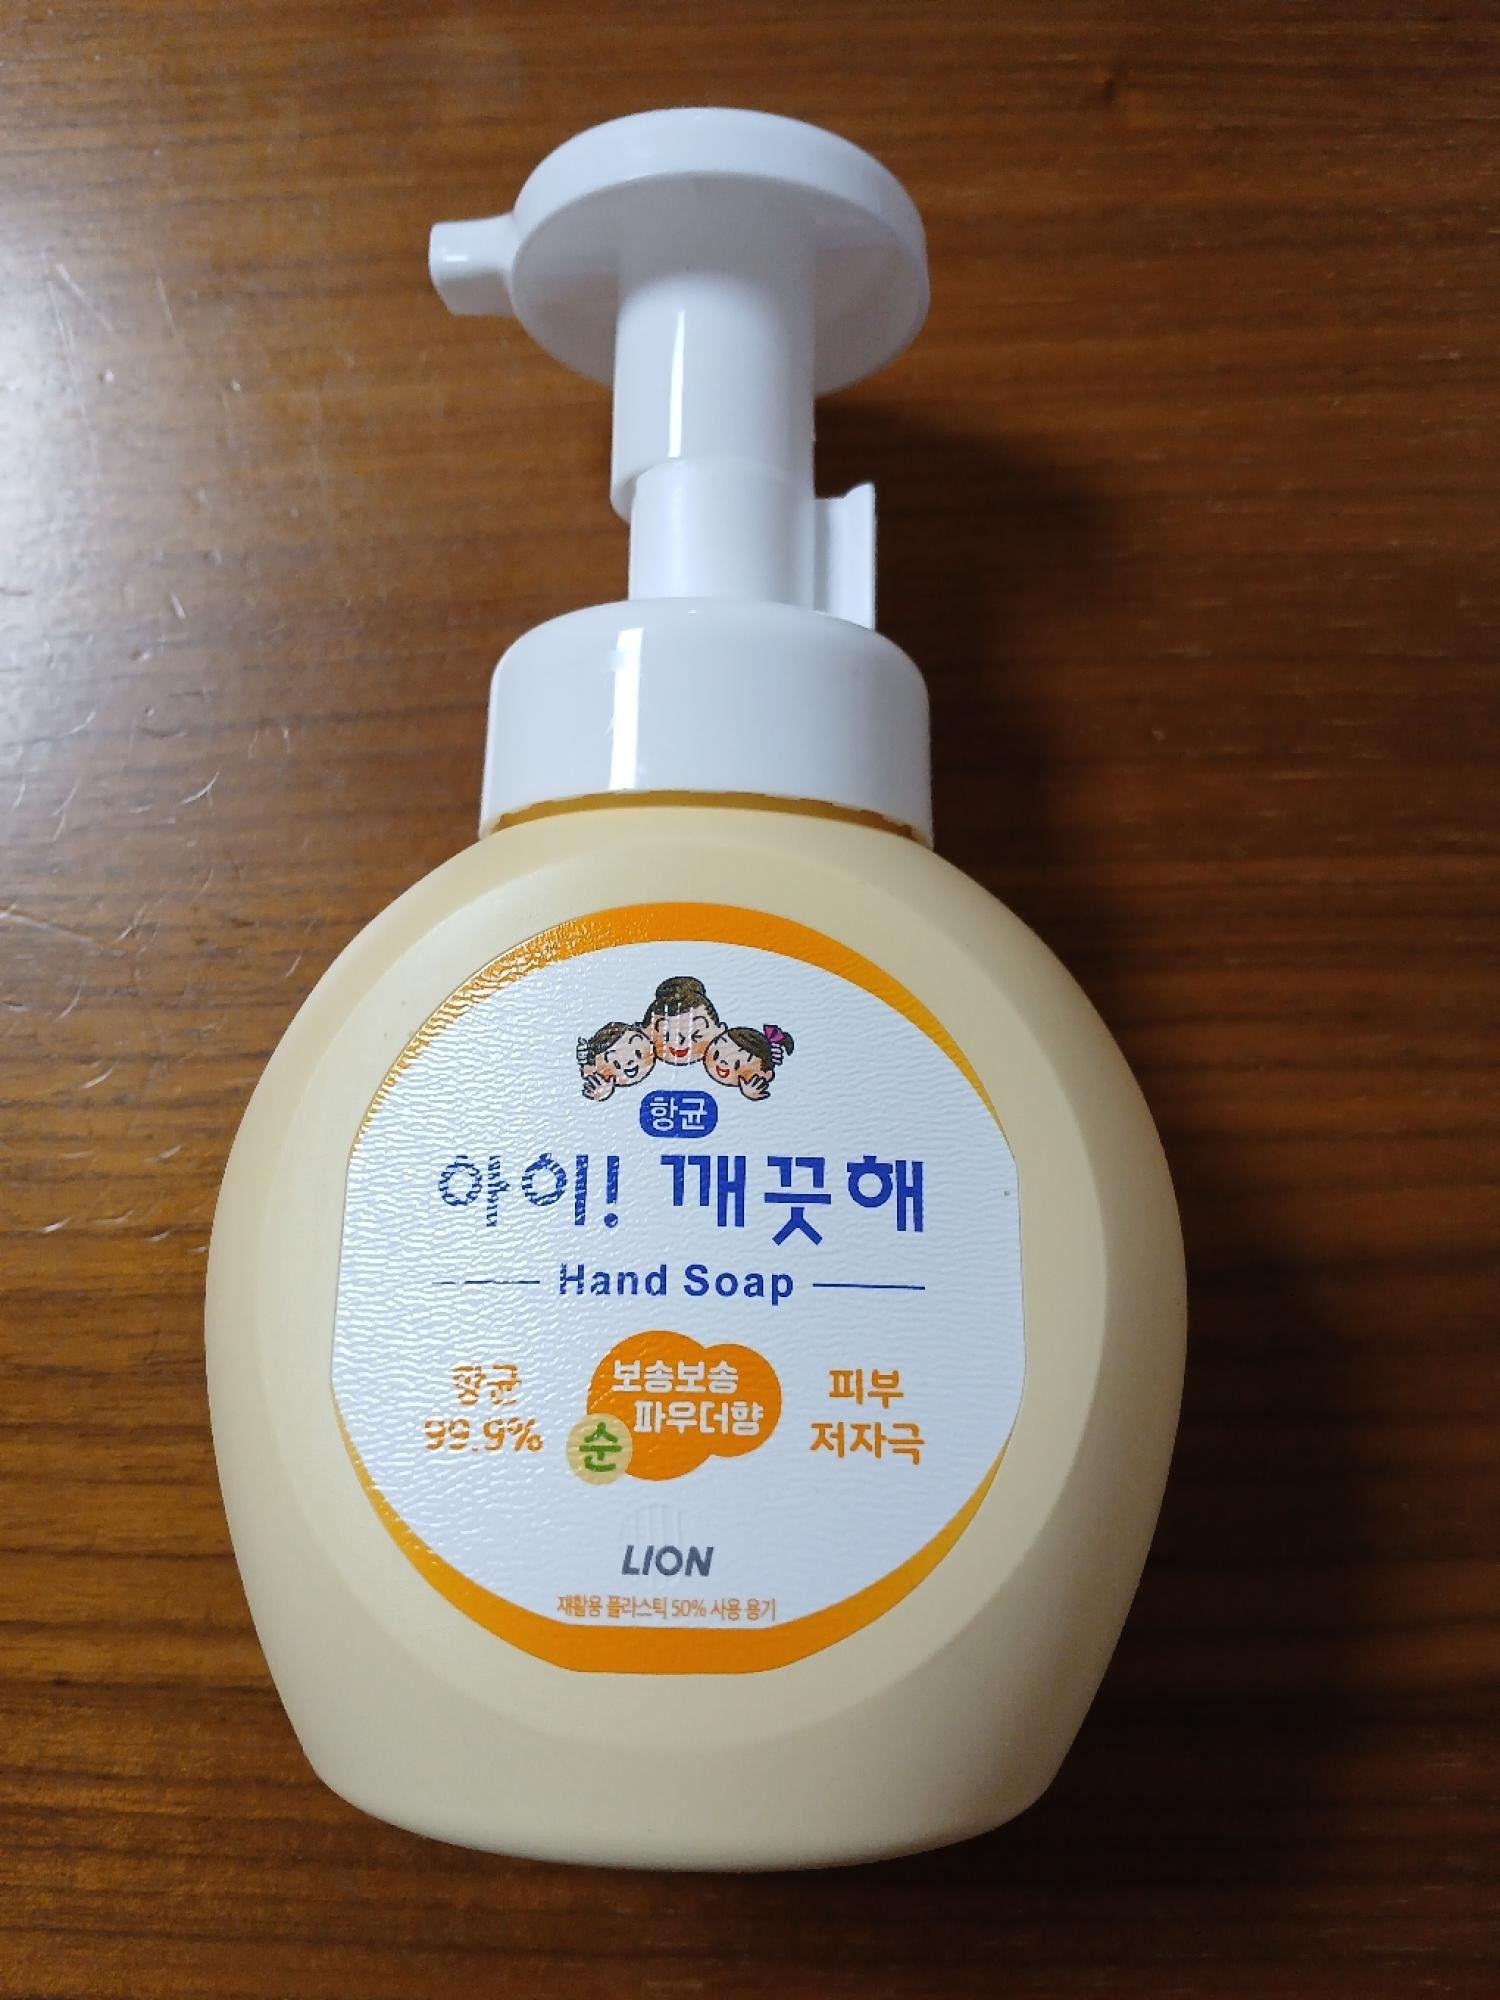 항균
아이! 깨끗해
Hand Soap
항균
99.9%
보송보송
파우더향
순
피부
저자극
LION
재활용 플라스틱 50% 사용 용기